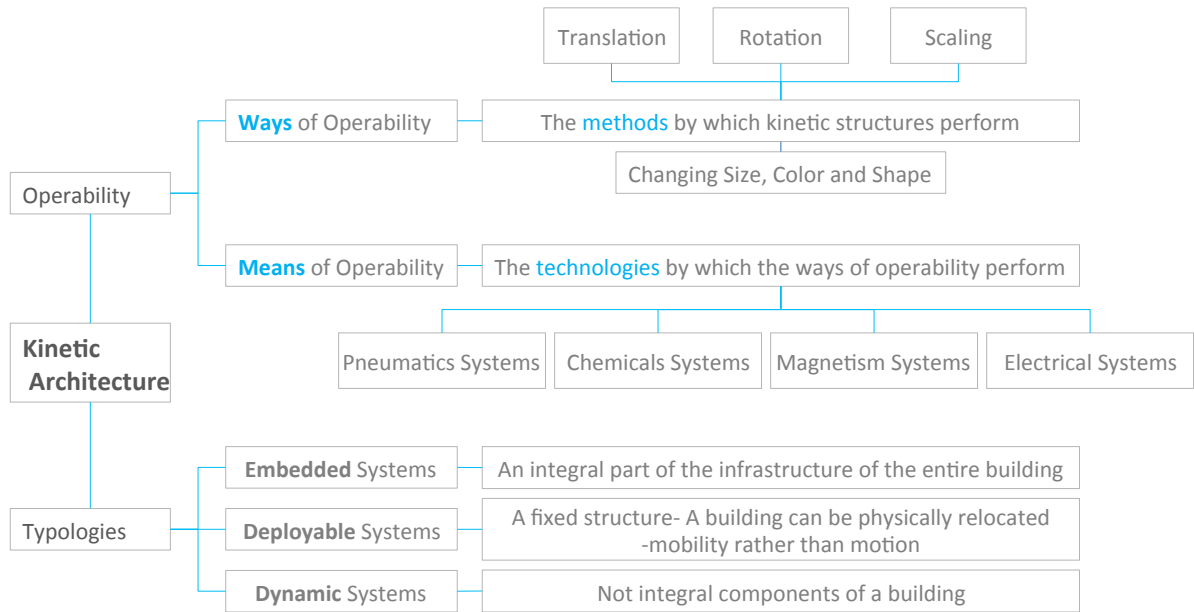 Translation
Rotation
Scaling
Ways of Operability
The methods by which kinetic structures perform
Changing Size, Color and Shape
Operability
Means of Operability
The technologies by which the ways of operability perform
Kinetic
Architecture
Pneumatics Systems
Chemicals Systems
Magnetism Systems
Electrical Systems
Embedded Systems
An integral part of the infrastructure of the entire building
Typologies
Deployable Systems
A fixed structure- A building can be physically relocated
-mobility rather than motion
Dynamic Systems
Not integral components of a building